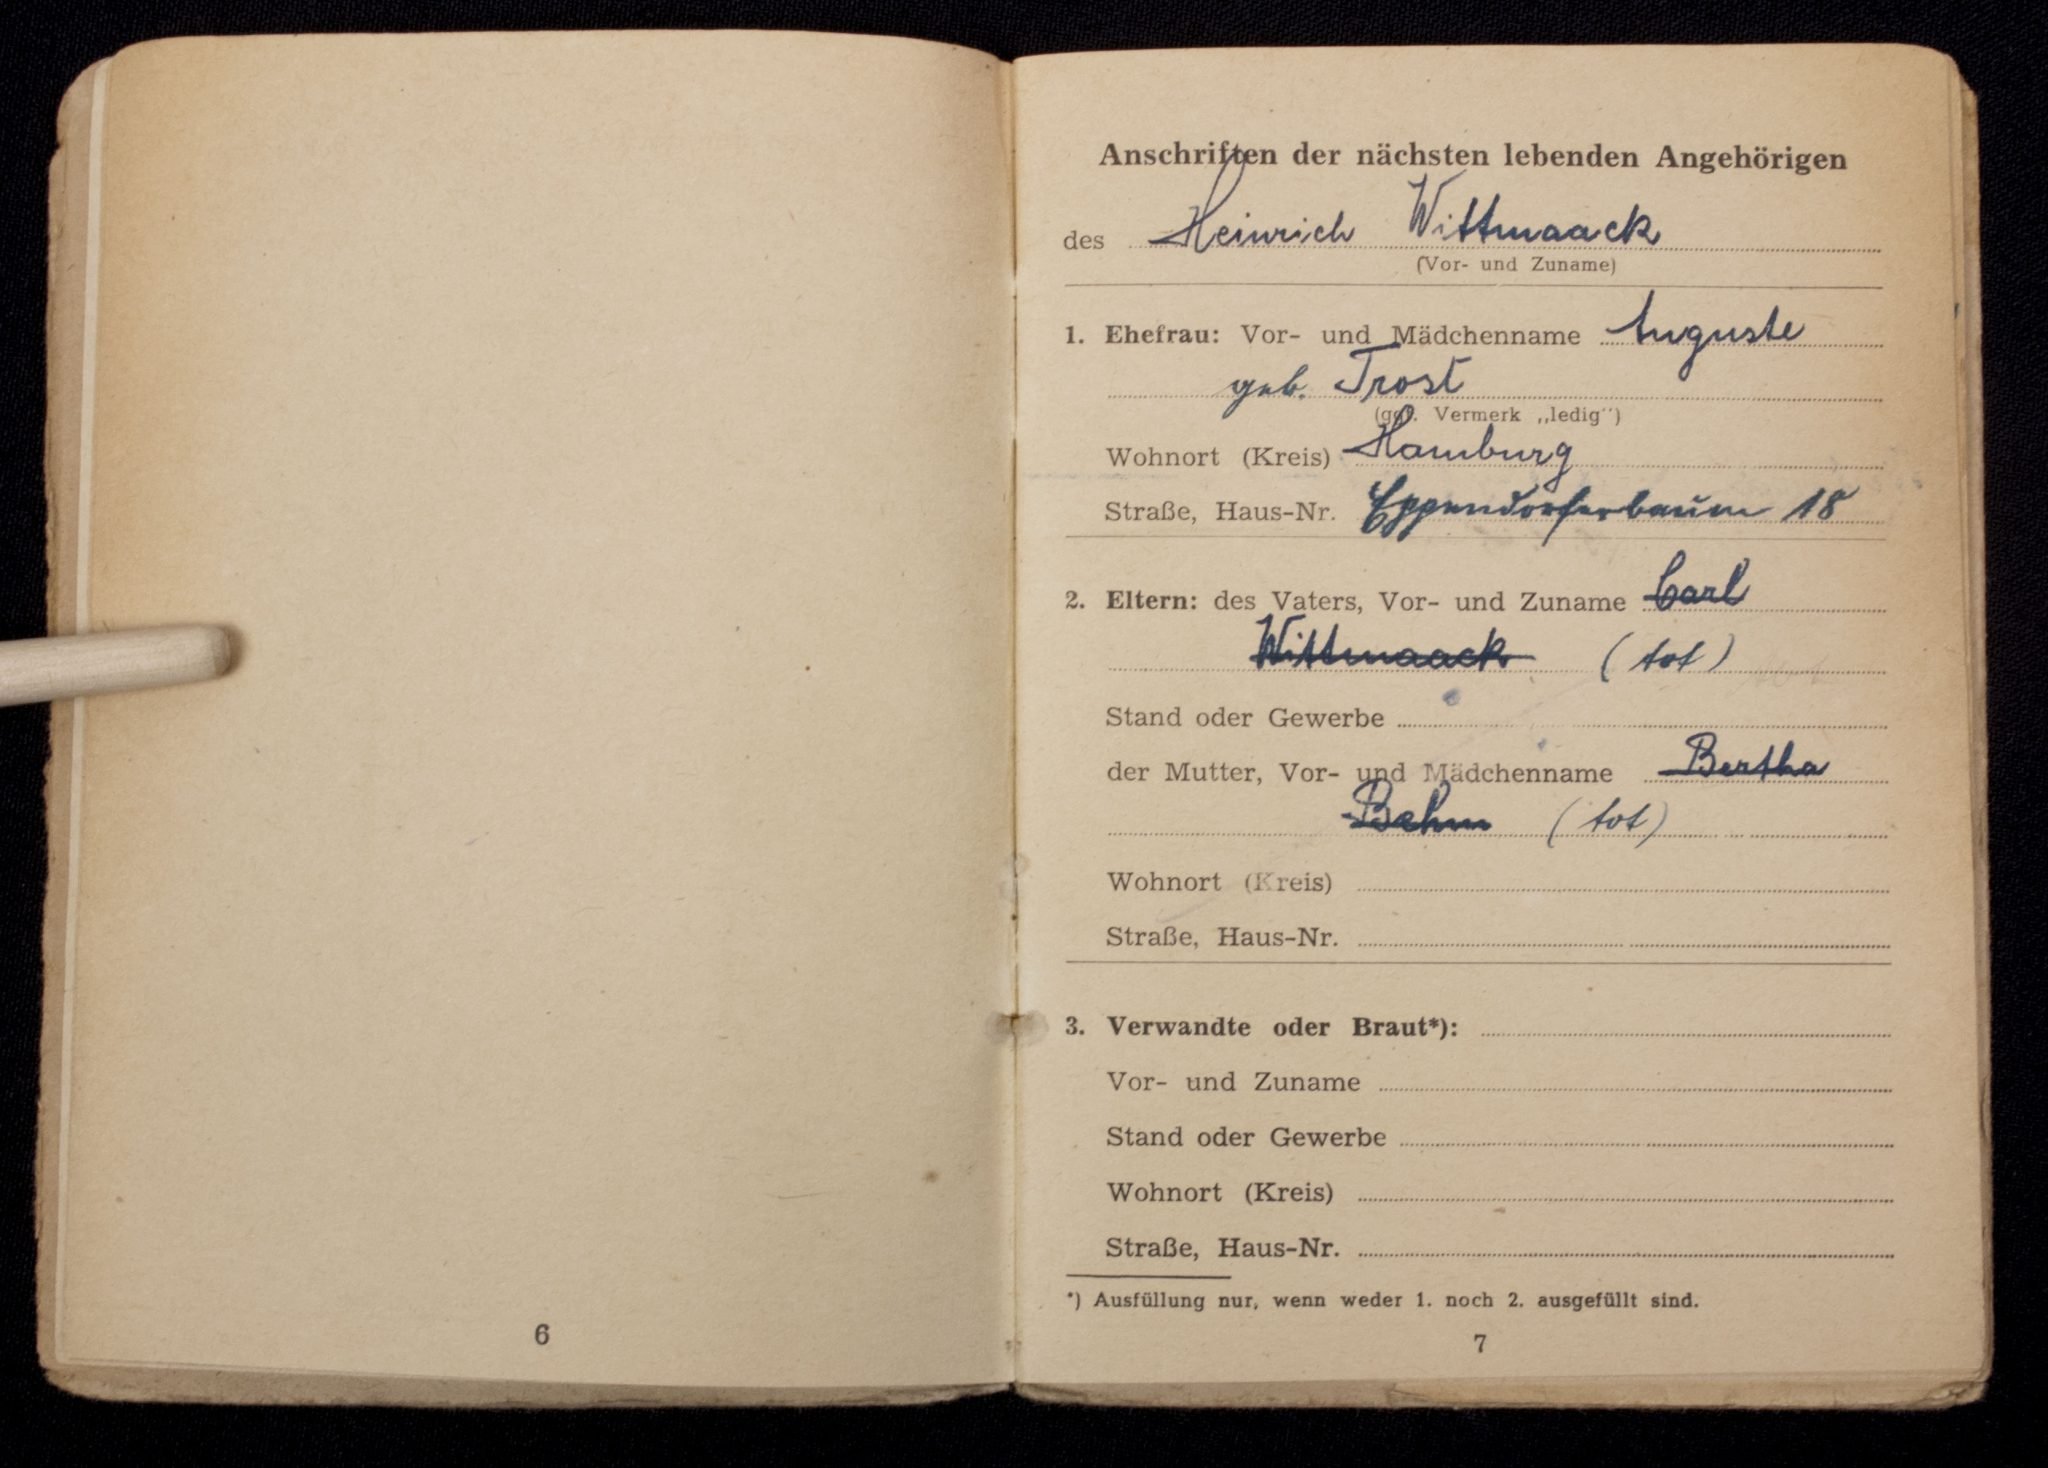 6
Anschriften der nächsten lebenden Angehörigen
des Heinrich Wittmaack
(Vor- und Zuname)
1. Ehefrau: Vor- und Mädchenname Auguste
geb. Trost
(ggf. Vermerk „ledig")
Wohnort (Kreis) Hamburg
Straße, Haus-Nr. Eppendorferbaum 18
2. Eltern: des Vaters, Vor- und Zuname Carl
Wittmaack (tot)
Stand oder Gewerbe
der Mutter, Vor- und Mädchenname Bertha
Behm (tot)
Wohnort (Kreis)
Straße, Haus-Nr.
3. Verwandte oder Braut*):
Vor- und Zuname
Stand oder Gewerbe
Wohnort (Kreis)
Straße, Haus-Nr.
*) Ausfüllung nur, wenn weder 1. noch 2. ausgefüllt sind.
7